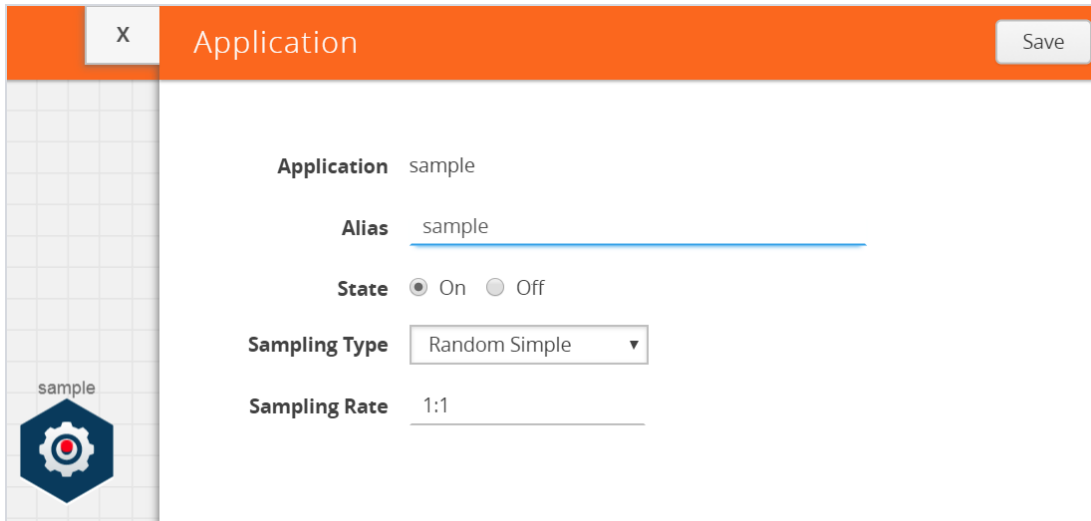 X
Application
Save
Application sample
Alias sample
State On Off
Sampling Type Random Simple
Sampling Rate 1:1
sample